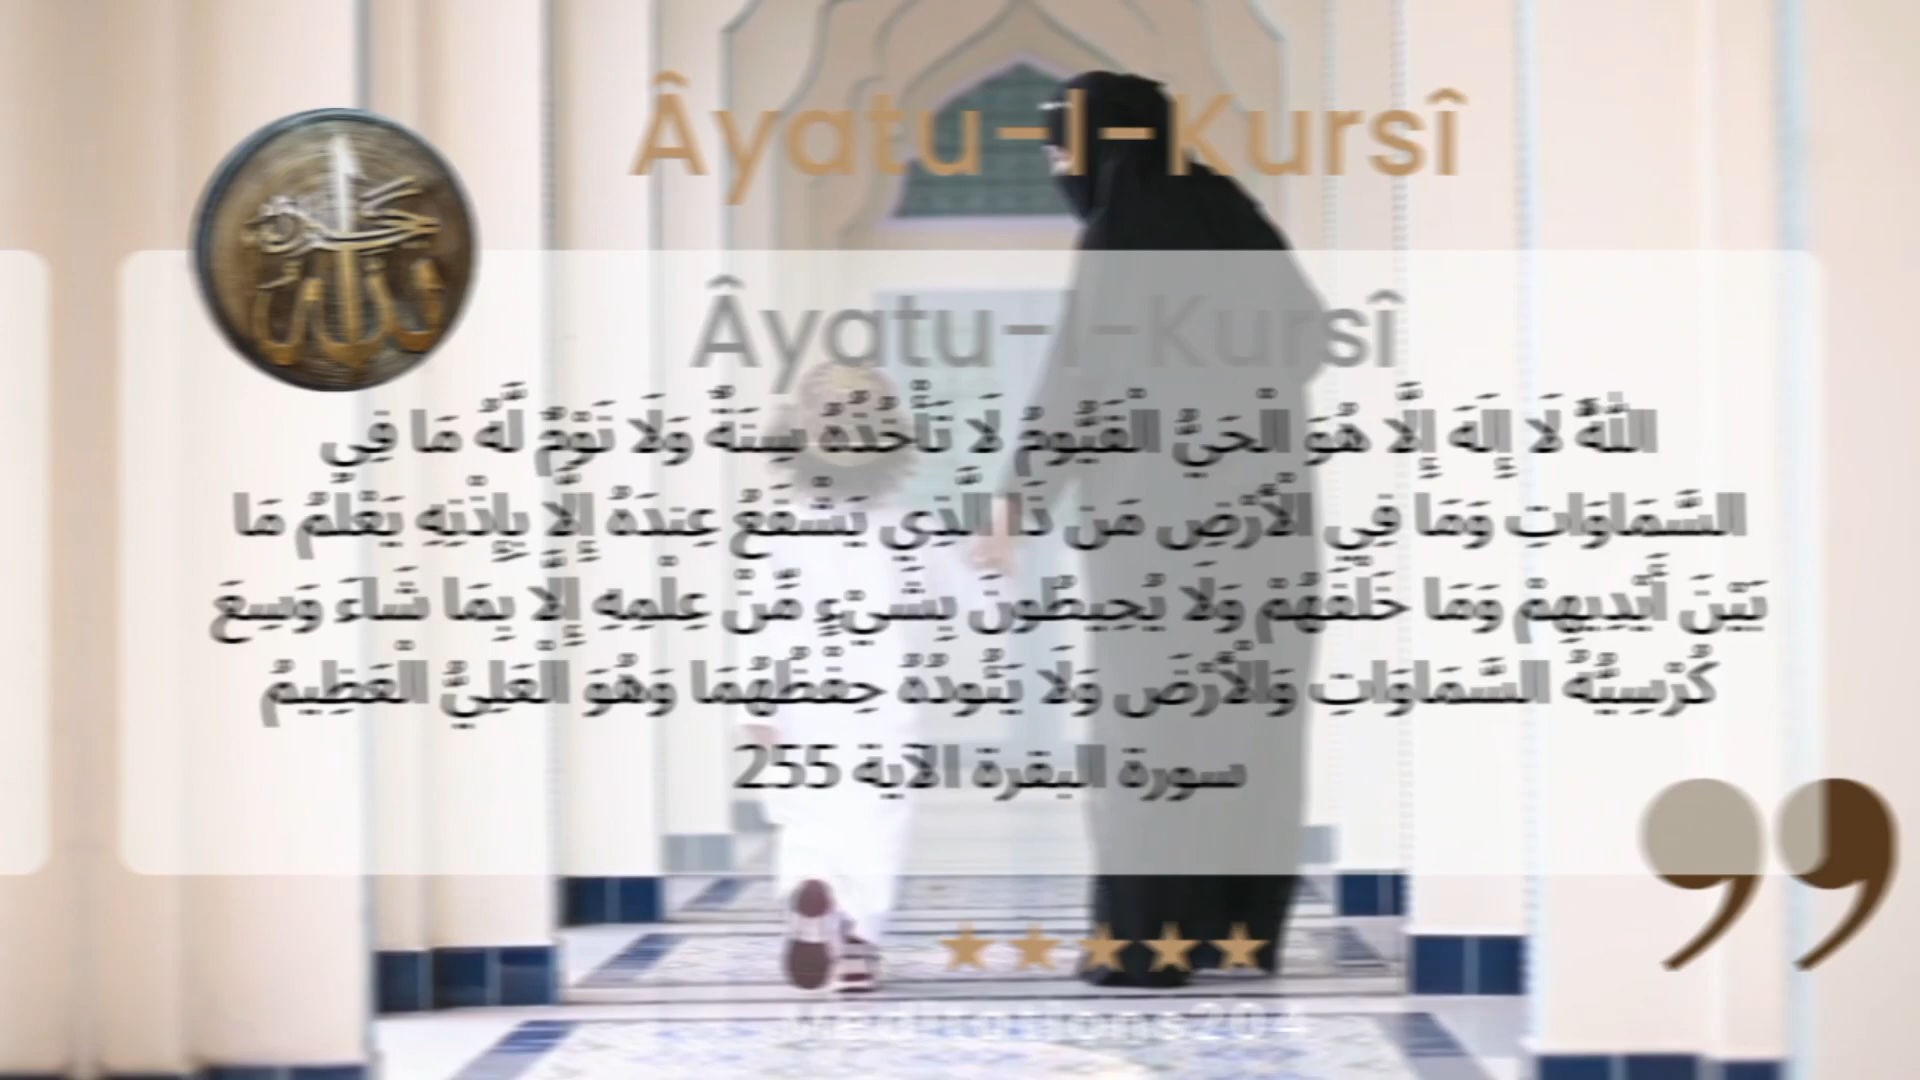 Âyatu-l-Kursî
Âyatu-l-Kursî
اللَّهُ لَا إِلَٰهَ إِلَّا هُوَ الْحَيُّ الْقَيُّومُ لَا تَأْخُذُهُ سِنَةٌ وَلَا نَوْمٌ لَّهُ مَا فِي
السَّمَاوَاتِ وَمَا فِي الْأَرْضِ مَن ذَا الَّذِي يَشْفَعُ عِندَهُ إِلَّا بِإِذْنِهِ يَعْلَمُ مَا
بَيْنَ أَيْدِيهِمْ وَمَا خَلْفَهُمْ وَلَا يُحِيطُونَ بِشَيْءٍ مِّنْ عِلْمِهِ إِلَّا بِمَا شَاءَ وَسِعَ
كُرْسِيُّهُ السَّمَاوَاتِ وَالْأَرْضَ وَلَا يَئُودُهُ حِفْظُهُمَا وَهُوَ الْعَلِيُّ الْعَظِيمُ
سورة البقرة الآية 255